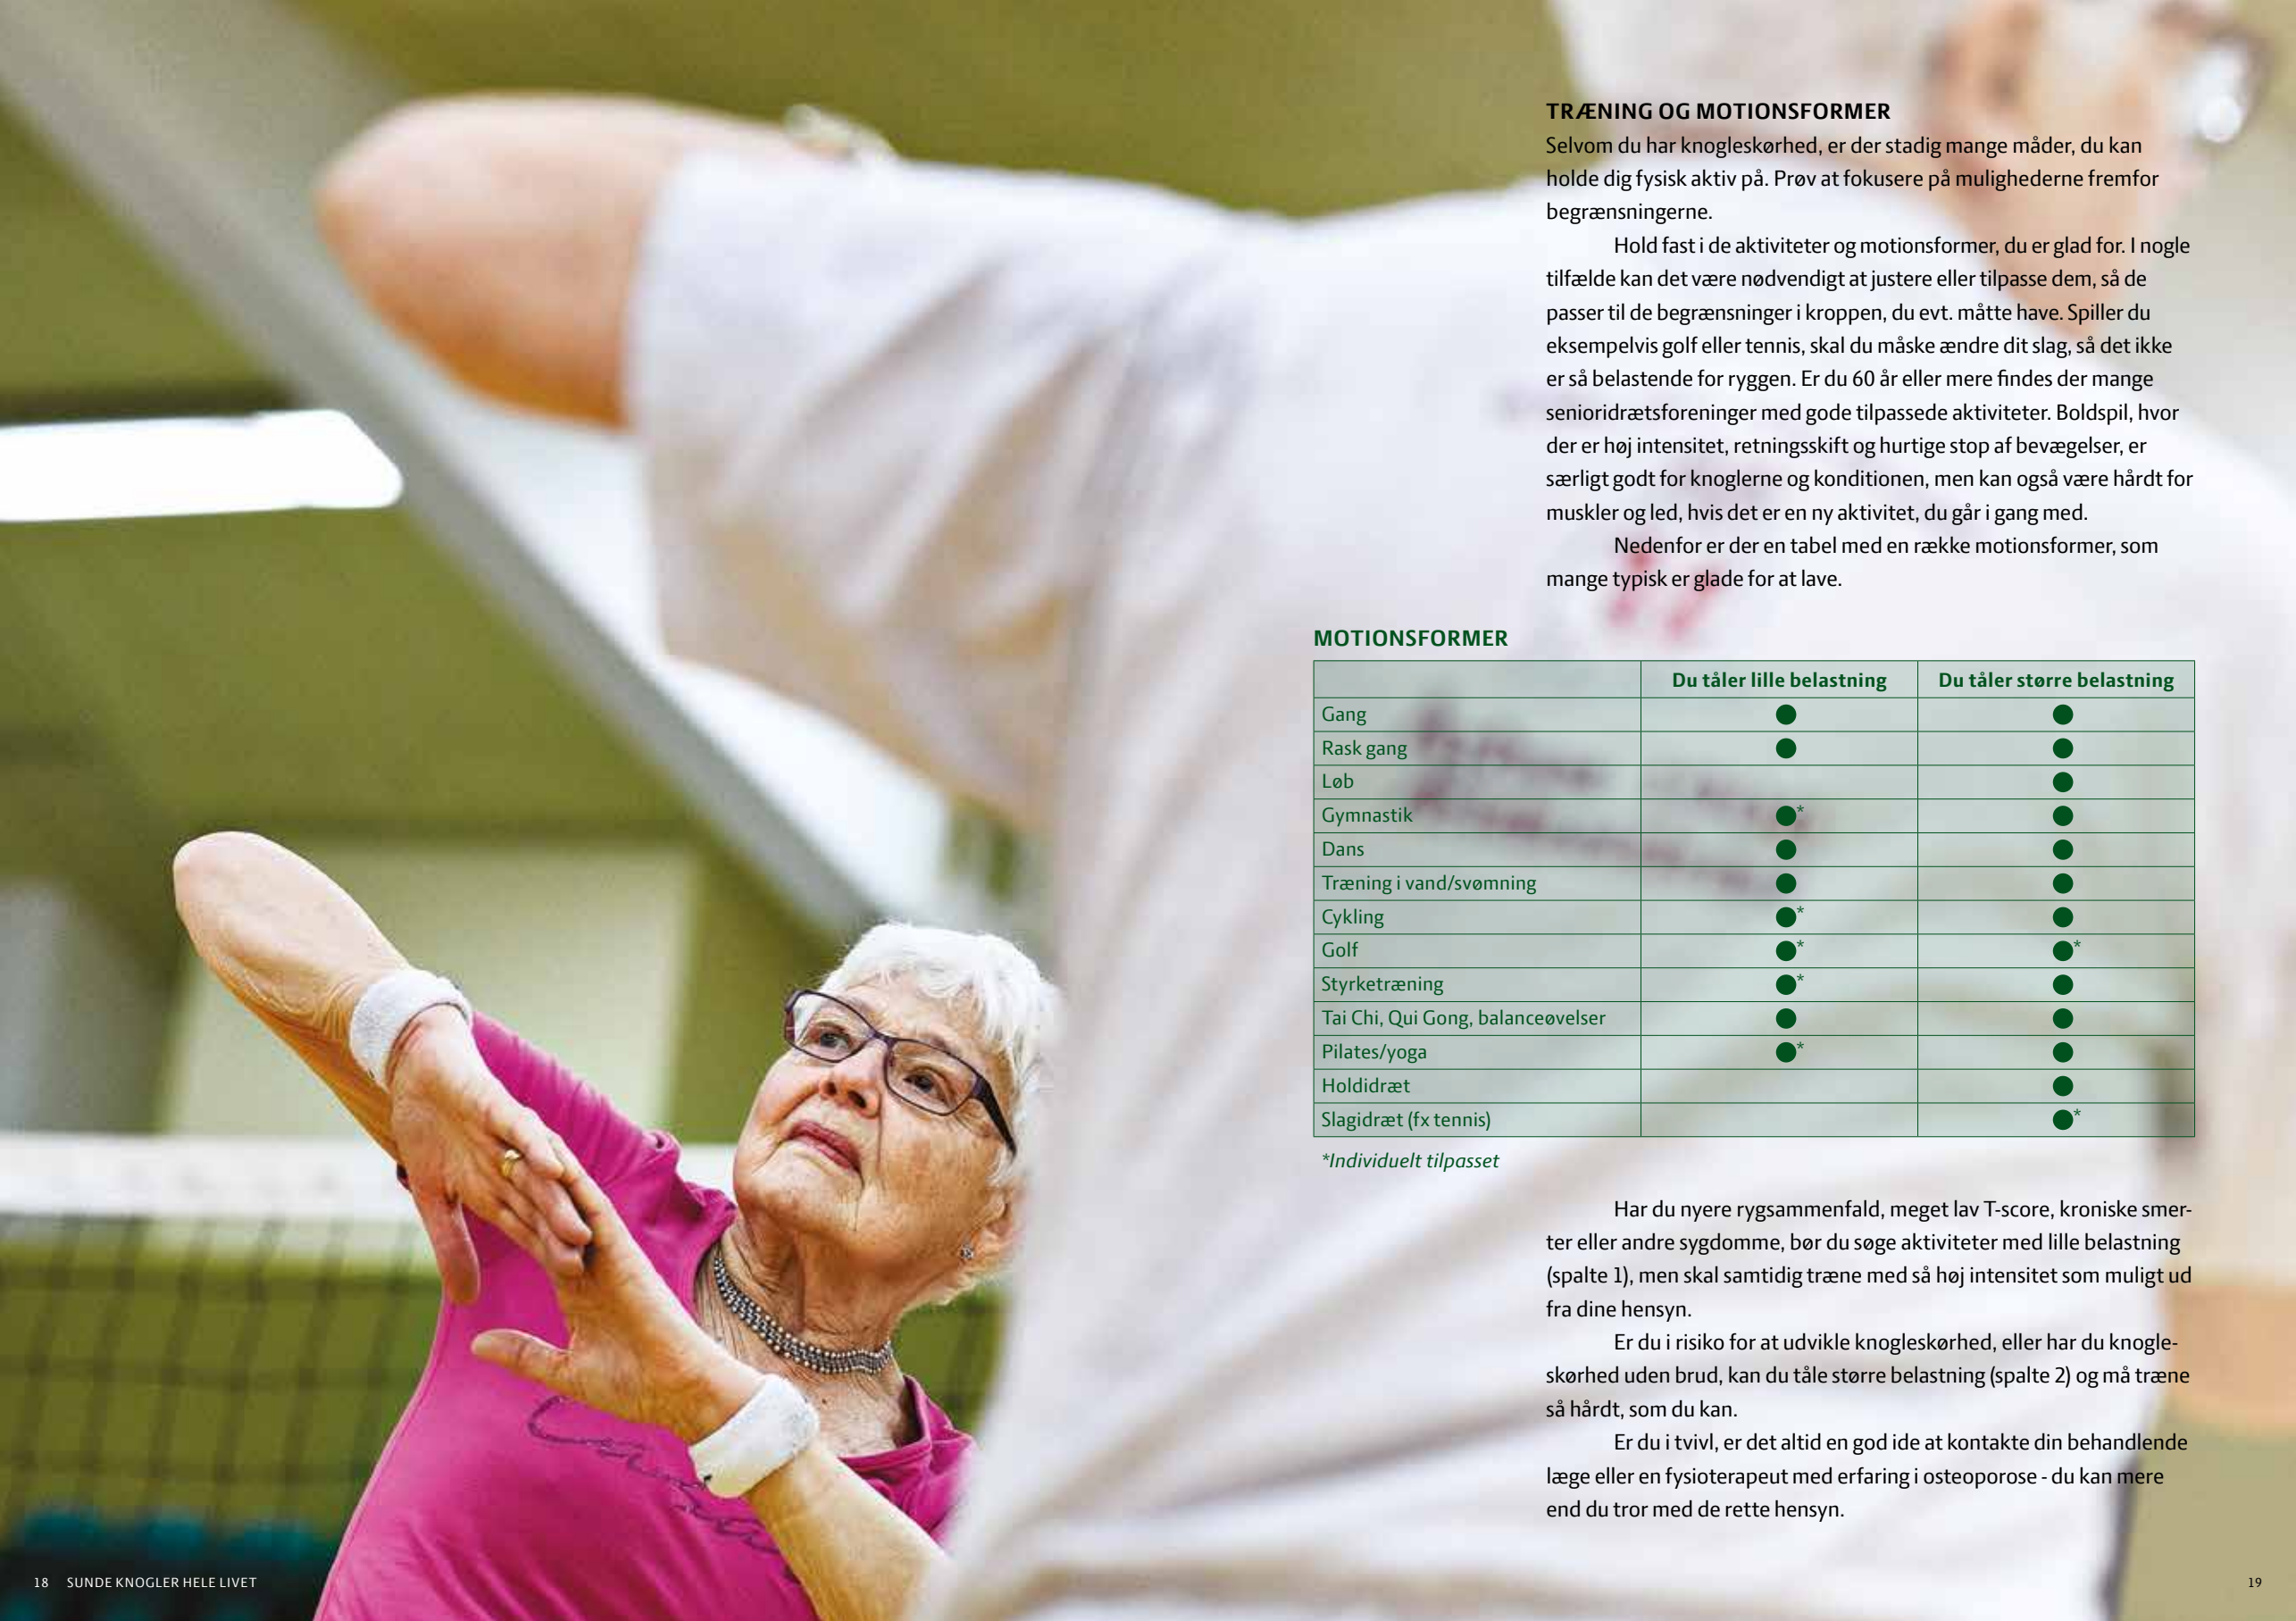 TRÆNING OG MOTIONSFORMER
Selvom du har knogleskørhed, er der stadig mange måder, du kan
holde dig fysisk aktiv på. Prøv at fokusere på mulighederne fremfor
begrænsningerne.
Hold fast i de aktiviteter og motionsformer, du er glad for. I nogle
tilfælde kan det være nødvendigt at justere eller tilpasse dem, så de
passer til de begrænsninger i kroppen, du evt. måtte have. Spiller du
eksempelvis golf eller tennis, skal du måske ændre dit slag, så det ikke
er så belastende for ryggen. Er du 60 år eller mere findes der mange
senioridrætsforeninger med gode tilpassede aktiviteter. Boldspil, hvor
der er høj intensitet, retningsskift og hurtige stop af bevægelser, er
særligt godt for knoglerne og konditionen, men kan også være hårdt for
muskler og led, hvis det er en ny aktivitet, du går i gang med.
Nedenfor er der en tabel med en række motionsformer, som
mange typisk er glade for at lave.
MOTIONSFORMER
Du tåler lille belastning Du tåler større belastning
Gang ● ●
Rask gang ● ●
Løb ●
Gymnastik ●* ●
Dans ● ●
Træning i vand/svømning ● ●
Cykling ●* ●
Golf ●* ●*
Styrketræning ●* ●
Tai Chi, Qui Gong, balanceøvelser ● ●
Pilates/yoga ●* ●
Holdidræt ●
Slagidræt (fx tennis) ●*
*Individuelt tilpasset
Har du nyere rygsammenfald, meget lav T-score, kroniske smer-
ter eller andre sygdomme, bør du søge aktiviteter med lille belastning
(spalte 1), men skal samtidig træne med så høj intensitet som muligt ud
fra dine hensyn.
Er du i risiko for at udvikle knogleskørhed, eller har du knogle-
skørhed uden brud, kan du tåle større belastning (spalte 2) og må træne
så hårdt, som du kan.
Er du i tvivl, er det altid en god ide at kontakte din behandlende
læge eller en fysioterapeut med erfaring i osteoporose - du kan mere
end du tror med de rette hensyn.
18 SUNDE KNOGLER HELE LIVET
19